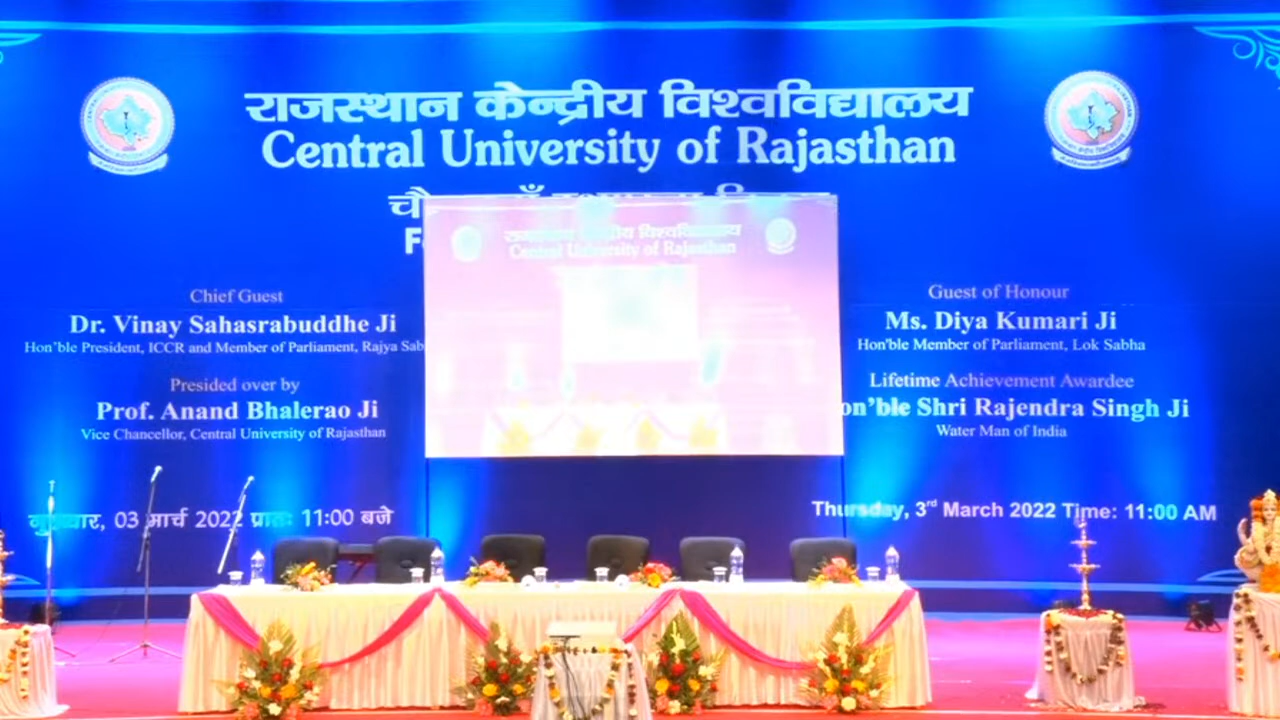 राजस्थान केन्द्रीय विश्वविद्यालय
Central University of Rajasthan
Central University of Rajasthan
Chief Guest
Dr. Vinay Sahasrabuddhe Ji
Hon'ble President, ICCR and Member of Parliament, Rajya
Presided over by
Prof. Anand Bhalerao Ji
Vice Chancellor, Central University of Rajasthan
Guest of Honour
Ms. Diya Kumari Ji
Hon'ble Member of Parliament, Lok Sabha
Lifetime Achievement Awardee
Shri Rajendra Singh Ji
Water Man of India
03 मार्च 2022 प्रातः 11:00 बजे
Thursday, 3rd March 2022 Time: 11:00 AM